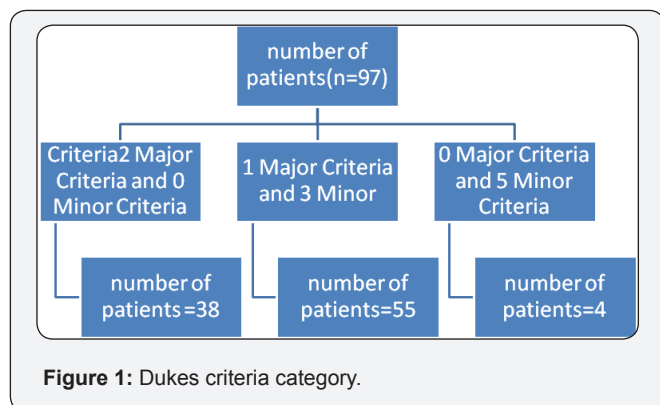 number of
patients(n=97)
Criteria2 Major
Criteria and 0
Minor Criteria
1 Major Criteria
and 3 Minor
0 Major Criteria
and 5 Minor
Criteria
number of
patients=38
number of
patients=55
number of
patients=4
Figure 1: Dukes criteria category.